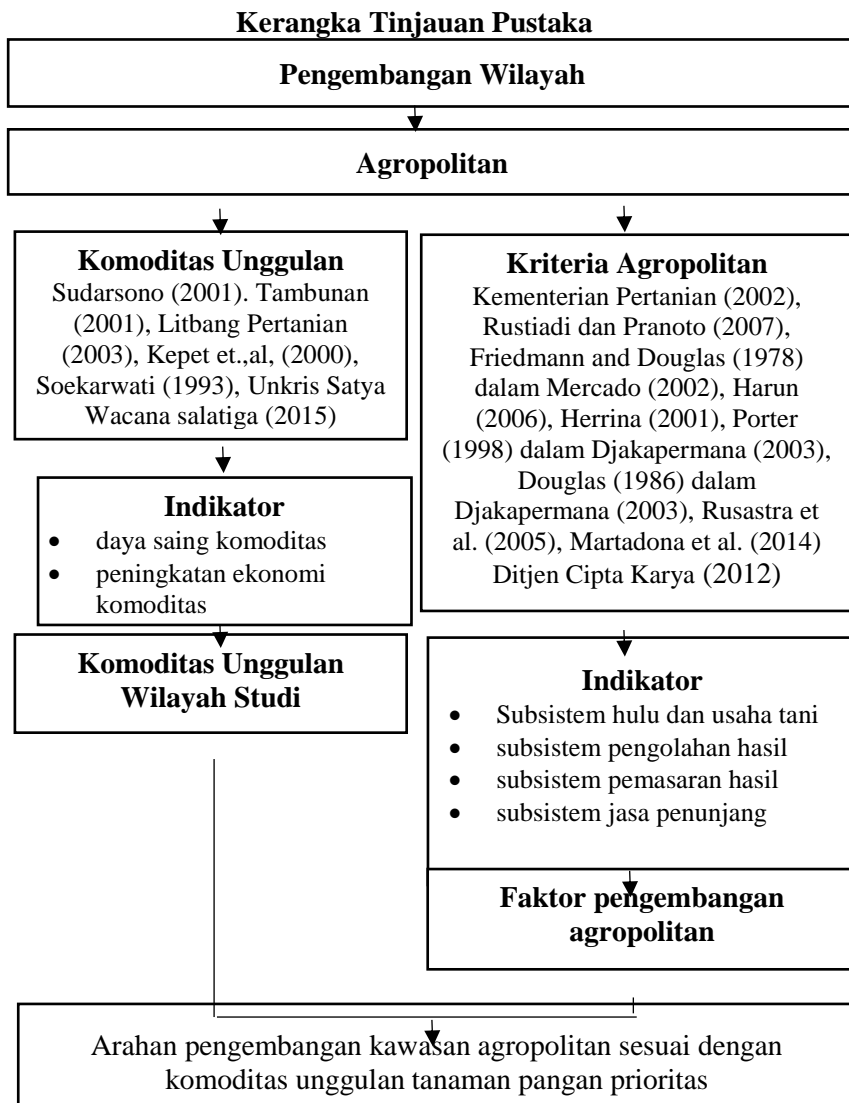 Kerangka Tinjauan Pustaka
Pengembangan Wilayah
Agropolitan
Komoditas Unggulan
Sudarsono (2001). Tambunan
(2001), Litbang Pertanian
(2003), Kepet et.,al, (2000),
Soekarwati (1993), Unkris Satya
Wacana salatiga (2015)
Indikator
• daya saing komoditas
• peningkatan ekonomi
komoditas
Komoditas Unggulan
Wilayah Studi
Kriteria Agropolitan
Kementerian Pertanian (2002),
Rustiadi dan Pranoto (2007),
Friedmann and Douglas (1978)
dalam Mercado (2002), Harun
(2006), Herrina (2001), Porter
(1998) dalam Djakapermana (2003),
Douglas (1986) dalam
Djakapermana (2003), Rusastra et
al. (2005), Martadona et al. (2014)
Ditjen Cipta Karya (2012)
Indikator
• Subsistem hulu dan usaha tani
• subsistem pengolahan hasil
• subsistem pemasaran hasil
• subsistem jasa penunjang
Faktor pengembangan
agropolitan
Arahan pengembangan kawasan agropolitan sesuai dengan
komoditas unggulan tanaman pangan prioritas